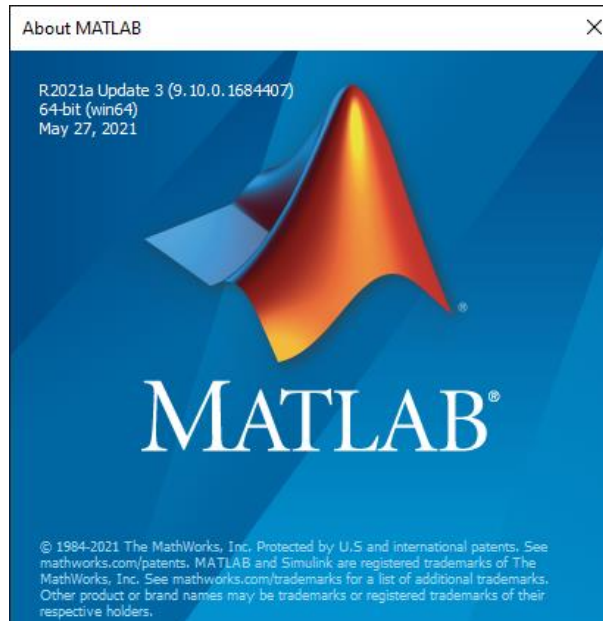 About MATLAB
R2021a Update 3 (9.10.0.1684407)
64-bit (win64)
May 27, 2021
®
MATLAB®
© 1984-2021 The MathWorks, Inc. Protected by U.S and international patents. See
mathworks.com/patents. MATLAB and Simulink are registered trademarks of The
MathWorks, Inc. See mathworks.com/trademarks for a list of additional trademarks.
Other product or brand names may be trademarks or registered trademarks of their
respective holders.